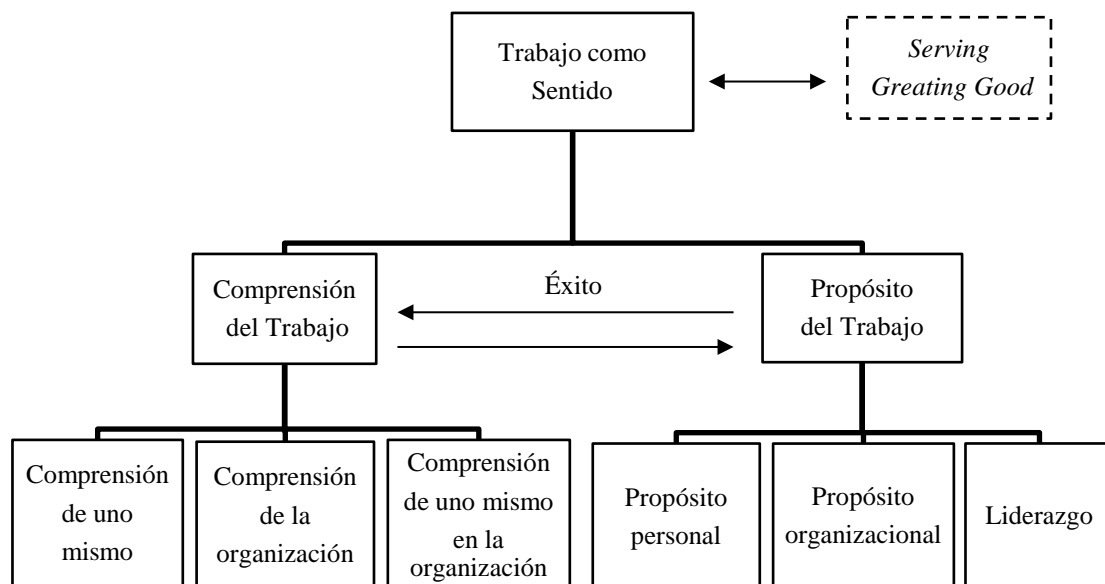 Trabajo como
Sentido
Serving
Greating Good
Comprensión
del Trabajo
Éxito
Propósito
del Trabajo
Comprensión
de uno
mismo
Comprensión
de la
organización
Comprensión
de uno mismo
en la
organización
Propósito
personal
Propósito
organizacional
Liderazgo